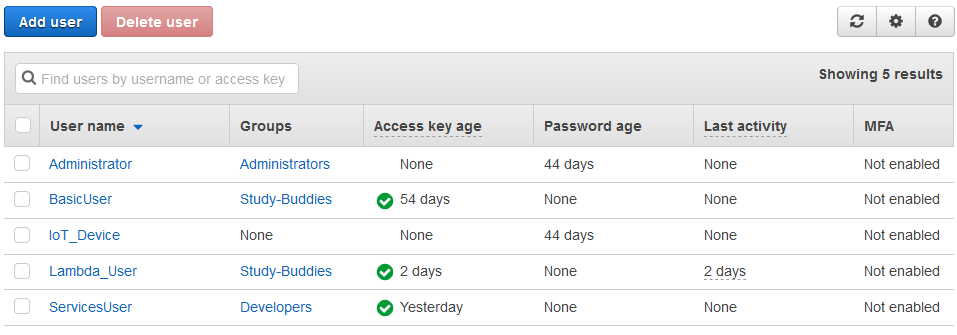 Add user Delete user
Find users by username or access key Showing 5 results
User name Groups Access key age Password age Last activity MFA
Administrator Administrators None 44 days None Not enabled
BasicUser Study-Buddies 54 days None None Not enabled
IoT_Device None None 44 days None Not enabled
Lambda_User Study-Buddies 2 days None 2 days Not enabled
ServicesUser Developers Yesterday None None Not enabled